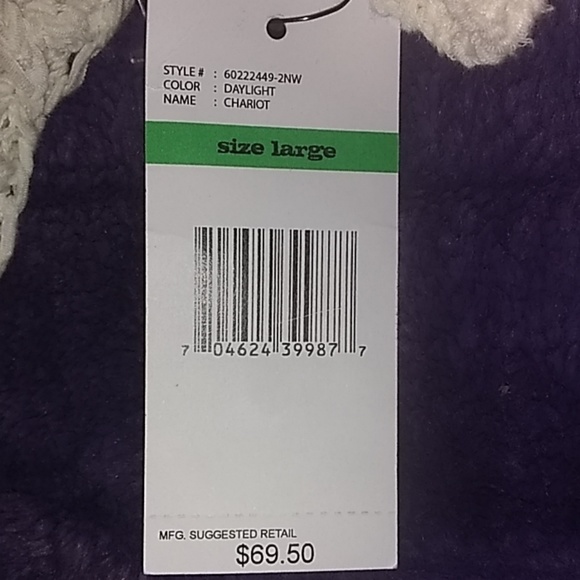 STYLE # : 60222449-2NW
COLOR : DAYLIGHT
NAME : CHARIOT
size large
7 04624 39987 7
MFG. SUGGESTED RETAIL
$69.50